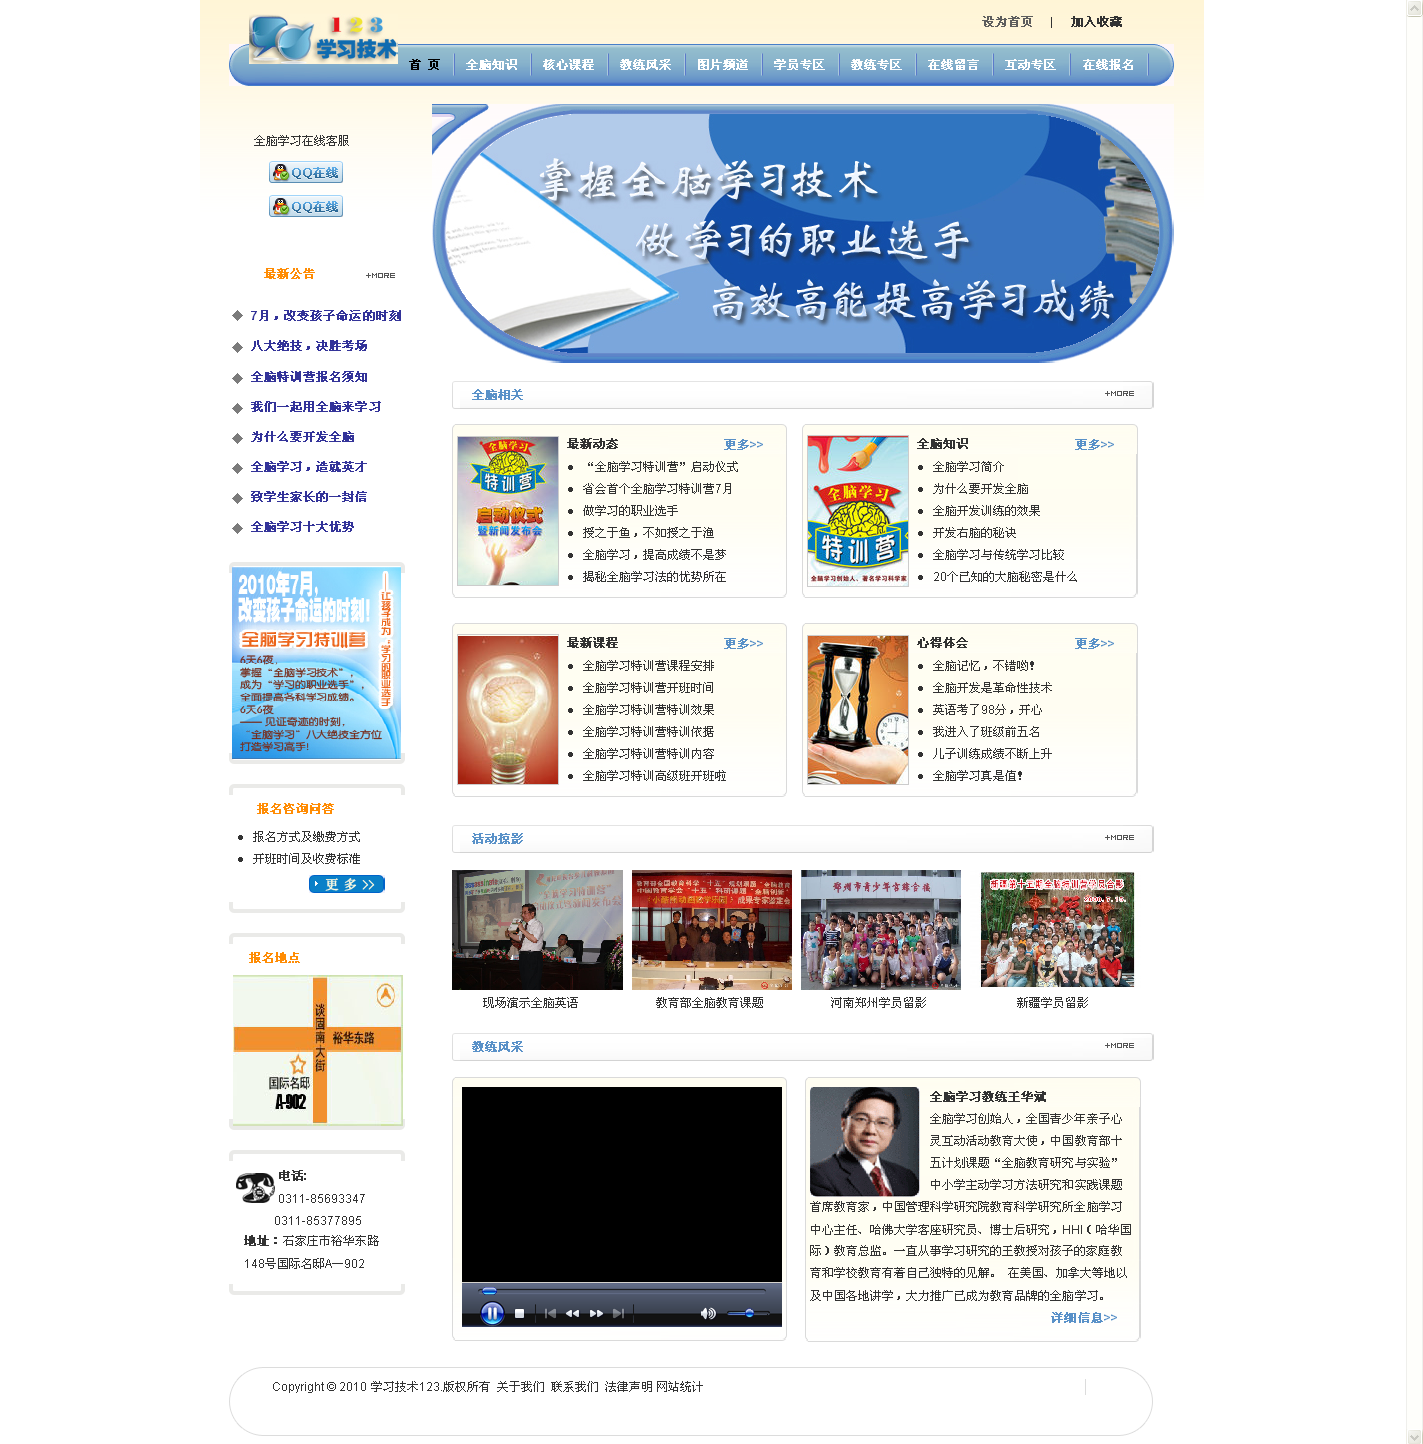 设为首页 | 加入收藏
123
学习技术
首 页 全脑知识 核心课程 教练风采 图片频道 学员专区 教练专区 在线留言 互动专区 在线报名
全脑学习在线客服
QQ在线
QQ在线
掌握全脑学习技术
做学习的职业选手
高效高能提高学习成绩
最新公告 +MORE
7月，改变孩子命运的时刻
八大绝技，决胜考场
全脑特训营报名须知
我们一起用全脑来学习
为什么要开发全脑
全脑学习，造就英才
致学生家长的一封信
全脑学习十大优势
2010年7月,
改变孩子命运的时刻!
全脑学习特训营
6天6夜,
掌握“全脑学习技术”,
成为“学习的职业选手”,
全面提高各科学习成绩。
6天6夜
—— 见证奇迹的时刻,
“全脑学习”八大绝技全方位
打造学习高手!
让孩子成为“学习的职业选手
报名咨询问答
报名方式及缴费方式
开班时间及收费标准
更 多 >>
报名地点
谈固南大街
裕华东路
国际名邸
A-902
电话:
0311-85693347
0311-85377895
地址：石家庄市裕华东路
148号国际名邸A—902
全脑相关 +MORE
全脑学习
特训营
启动仪式
暨新闻发布会
最新动态 更多>>
“全脑学习特训营”启动仪式
省会首个全脑学习特训营7月
做学习的职业选手
授之于鱼，不如授之于渔
全脑学习，提高成绩不是梦
揭秘全脑学习法的优势所在
全脑学习
特训营
全脑学习创始人、著名学习科学家
全脑知识 更多>>
全脑学习简介
为什么要开发全脑
全脑开发训练的效果
开发右脑的秘诀
全脑学习与传统学习比较
20个已知的大脑秘密是什么
最新课程 更多>>
全脑学习特训营课程安排
全脑学习特训营开班时间
全脑学习特训营特训效果
全脑学习特训营特训依据
全脑学习特训营特训内容
全脑学习特训高级班开班啦
心得体会 更多>>
全脑记忆，不错哟!
全脑开发是革命性技术
英语考了98分，开心
我进入了班级前五名
儿子训练成绩不断上升
全脑学习真是值!
活动掠影 +MORE
郑州市青少年宫综合楼
现场演示全脑英语 教育部全脑教育课题 河南郑州学员留影 新疆学员留影
教练风采 +MORE
全脑学习教练王华斌
全脑学习创始人，全国青少年亲子心
灵互动活动教育大使，中国教育部十
五计划课题“全脑教育研究与实验”
中小学主动学习方法研究和实践课题
首席教育家，中国管理科学研究院教育科学研究所全脑学习
中心主任、哈佛大学客座研究员、博士后研究，HHI（哈华国
际）教育总监。一直从事学习研究的王教授对孩子的家庭教
育和学校教育有着自己独特的见解。 在美国、加拿大等地以
及中国各地讲学，大力推广已成为教育品牌的全脑学习。
详细信息>>
Copyright © 2010 学习技术123.版权所有 关于我们 联系我们 法律声明 网站统计